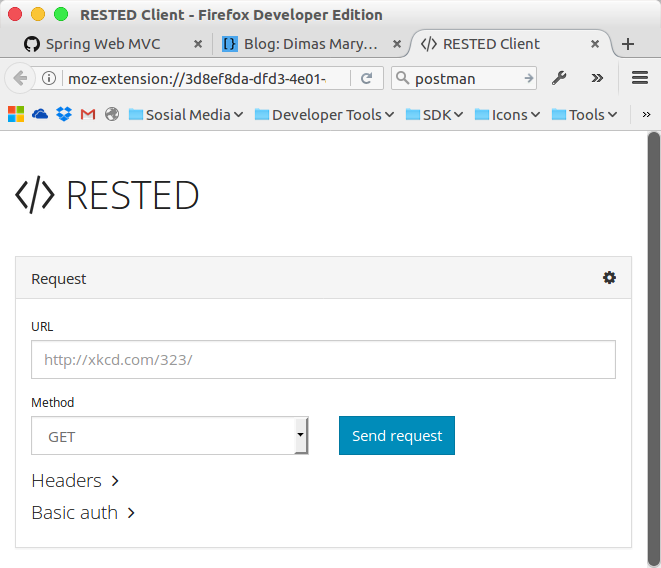 RESTED Client - Firefox Developer Edition
Spring Web MVC
Blog: Dimas Mary...
RESTED Client
moz-extension://3d8ef8da-dfd3-4e01-
postman
Sosial Media
Developer Tools
SDK
Icons
Tools
</> RESTED
Request
URL
http://xkcd.com/323/
Method
GET
Send request
Headers
Basic auth